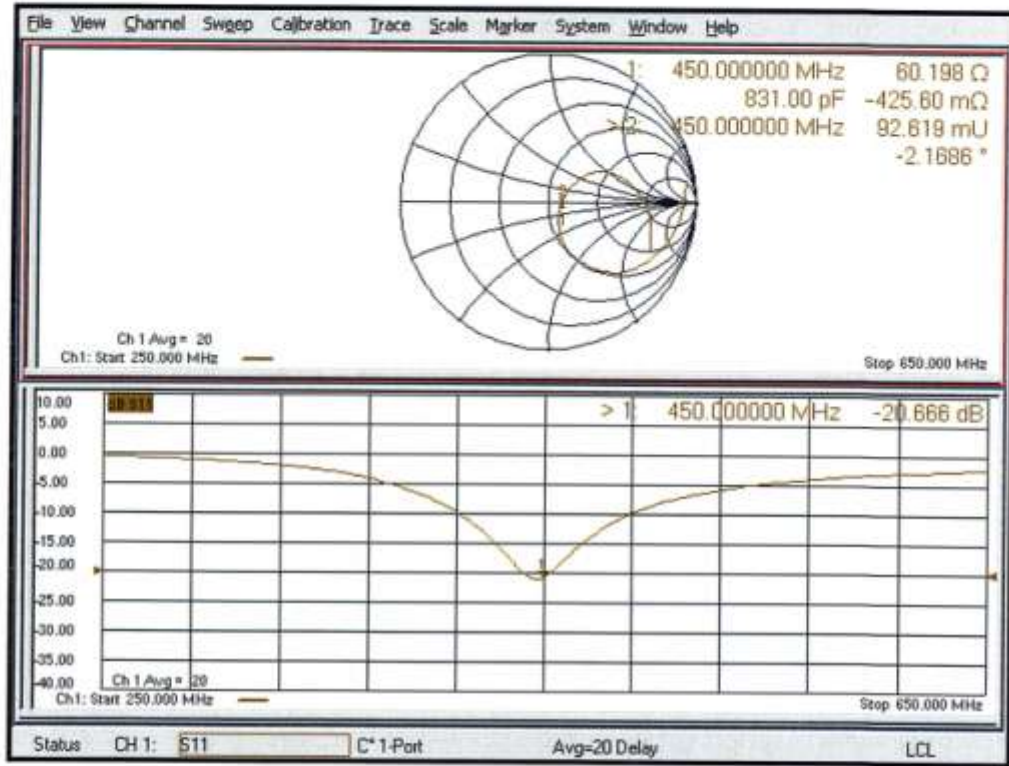 File View Channel Sweep Calibration Trace Scale Marker System Window Help
1: 450.000000 MHz 60.198 Ω
831.00 pF -425.60 mΩ
> 2: 450.000000 MHz 92.619 mU
-2.1686 °
Ch 1 Avg = 20
Ch1: Start 250.000 MHz
Stop 650.000 MHz
10.00
dB S11
> 1: 450.000000 MHz -20.666 dB
5.00
0.00
-5.00
-10.00
-15.00
-20.00
1
-25.00
-30.00
-35.00
-40.00
Ch 1 Avg = 20
Ch1: Start 250.000 MHz
Stop 650.000 MHz
Status CH 1: S11 C* 1-Port Avg=20 Delay LCL